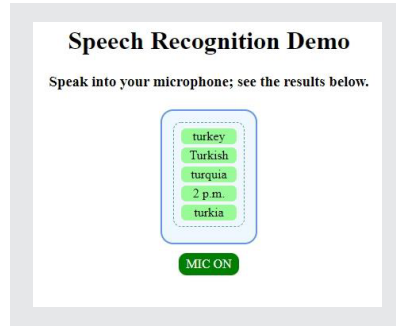 Speech Recognition Demo
Speak into your microphone; see the results below.
turkey
Turkish
turquia
2 p.m.
turkia
MIC ON